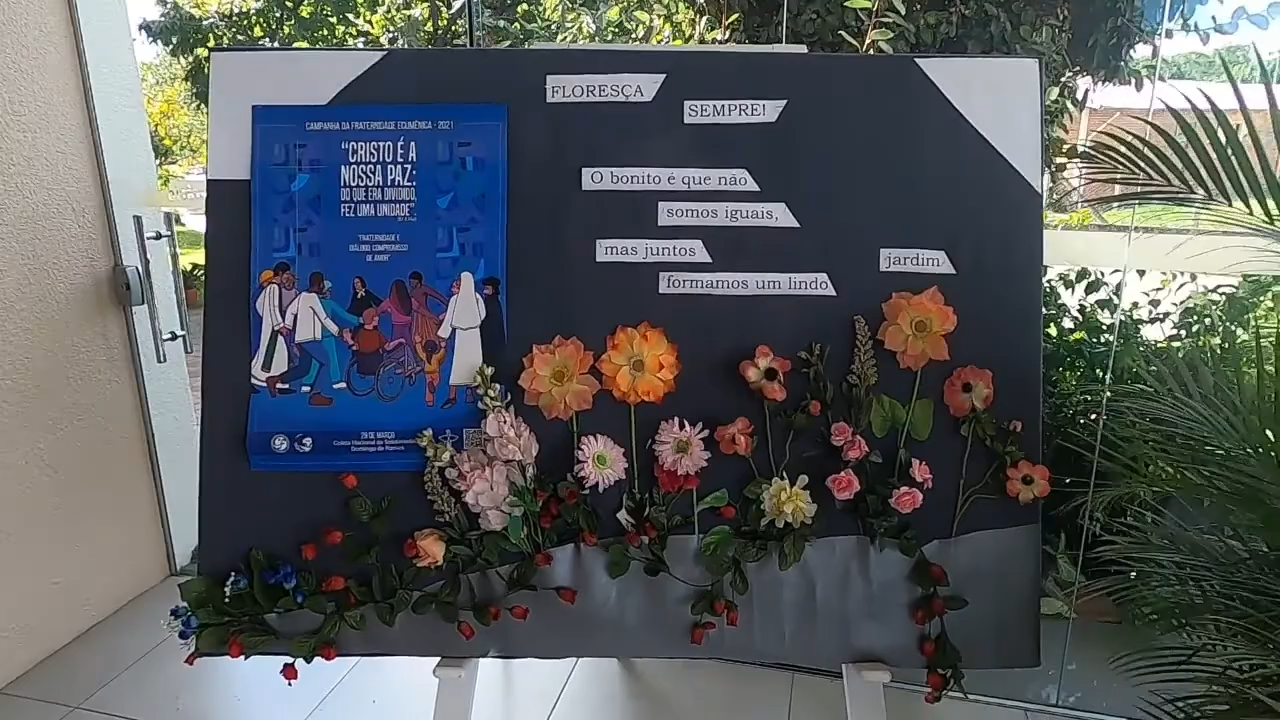 CAMPANHA DA FRATERNIDADE ECUMÊNICA - 2021
"CRISTO É A
NOSSA PAZ:
DO QUE ERA DIVIDIDO,
FEZ UMA UNIDADE".
"FRATERNIDADE E
DIÁLOGO: COMPROMISSO
DE AMOR"
28 DE MARÇO
Coleta Nacional da Solidariedade
Domingo de Ramos
FLORESÇA
SEMPRE!
O bonito é que não
somos iguais,
mas juntos
formamos um lindo
jardim